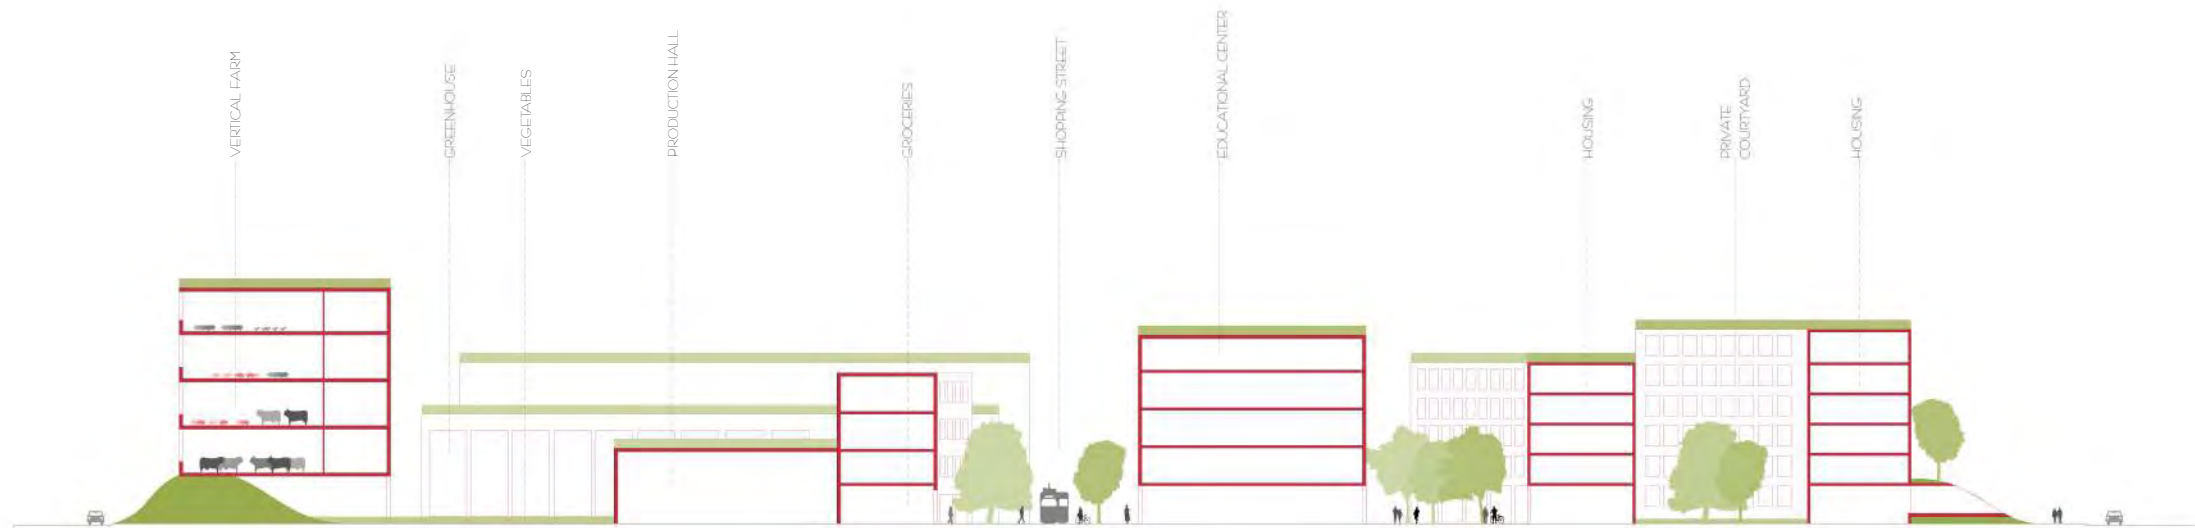 VERTICAL FARM
GREENHOUSE
VEGETABLES
PRODUCTION HALL
GROCERIES
SHOPPING STREET
EDUCATIONAL CENTER
HOUSING
PRIVATE
COURTYARD
HOUSING